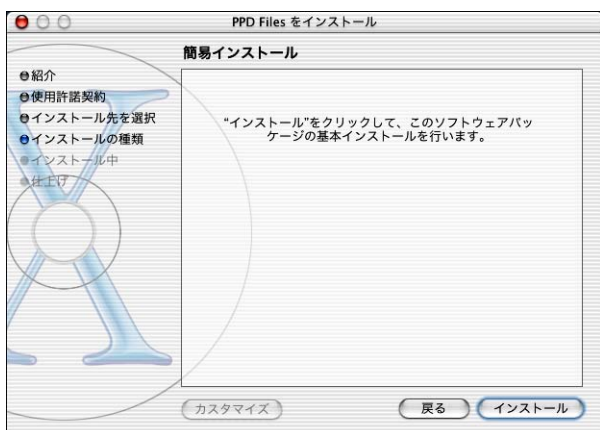 PPD Files をインストール
簡易インストール
紹介
使用許諾契約
インストール先を選択
インストールの種類
インストール中
仕上げ
“インストール”をクリックして、このソフトウェアパッ
ケージの基本インストールを行います。
カスタマイズ
戻る
インストール